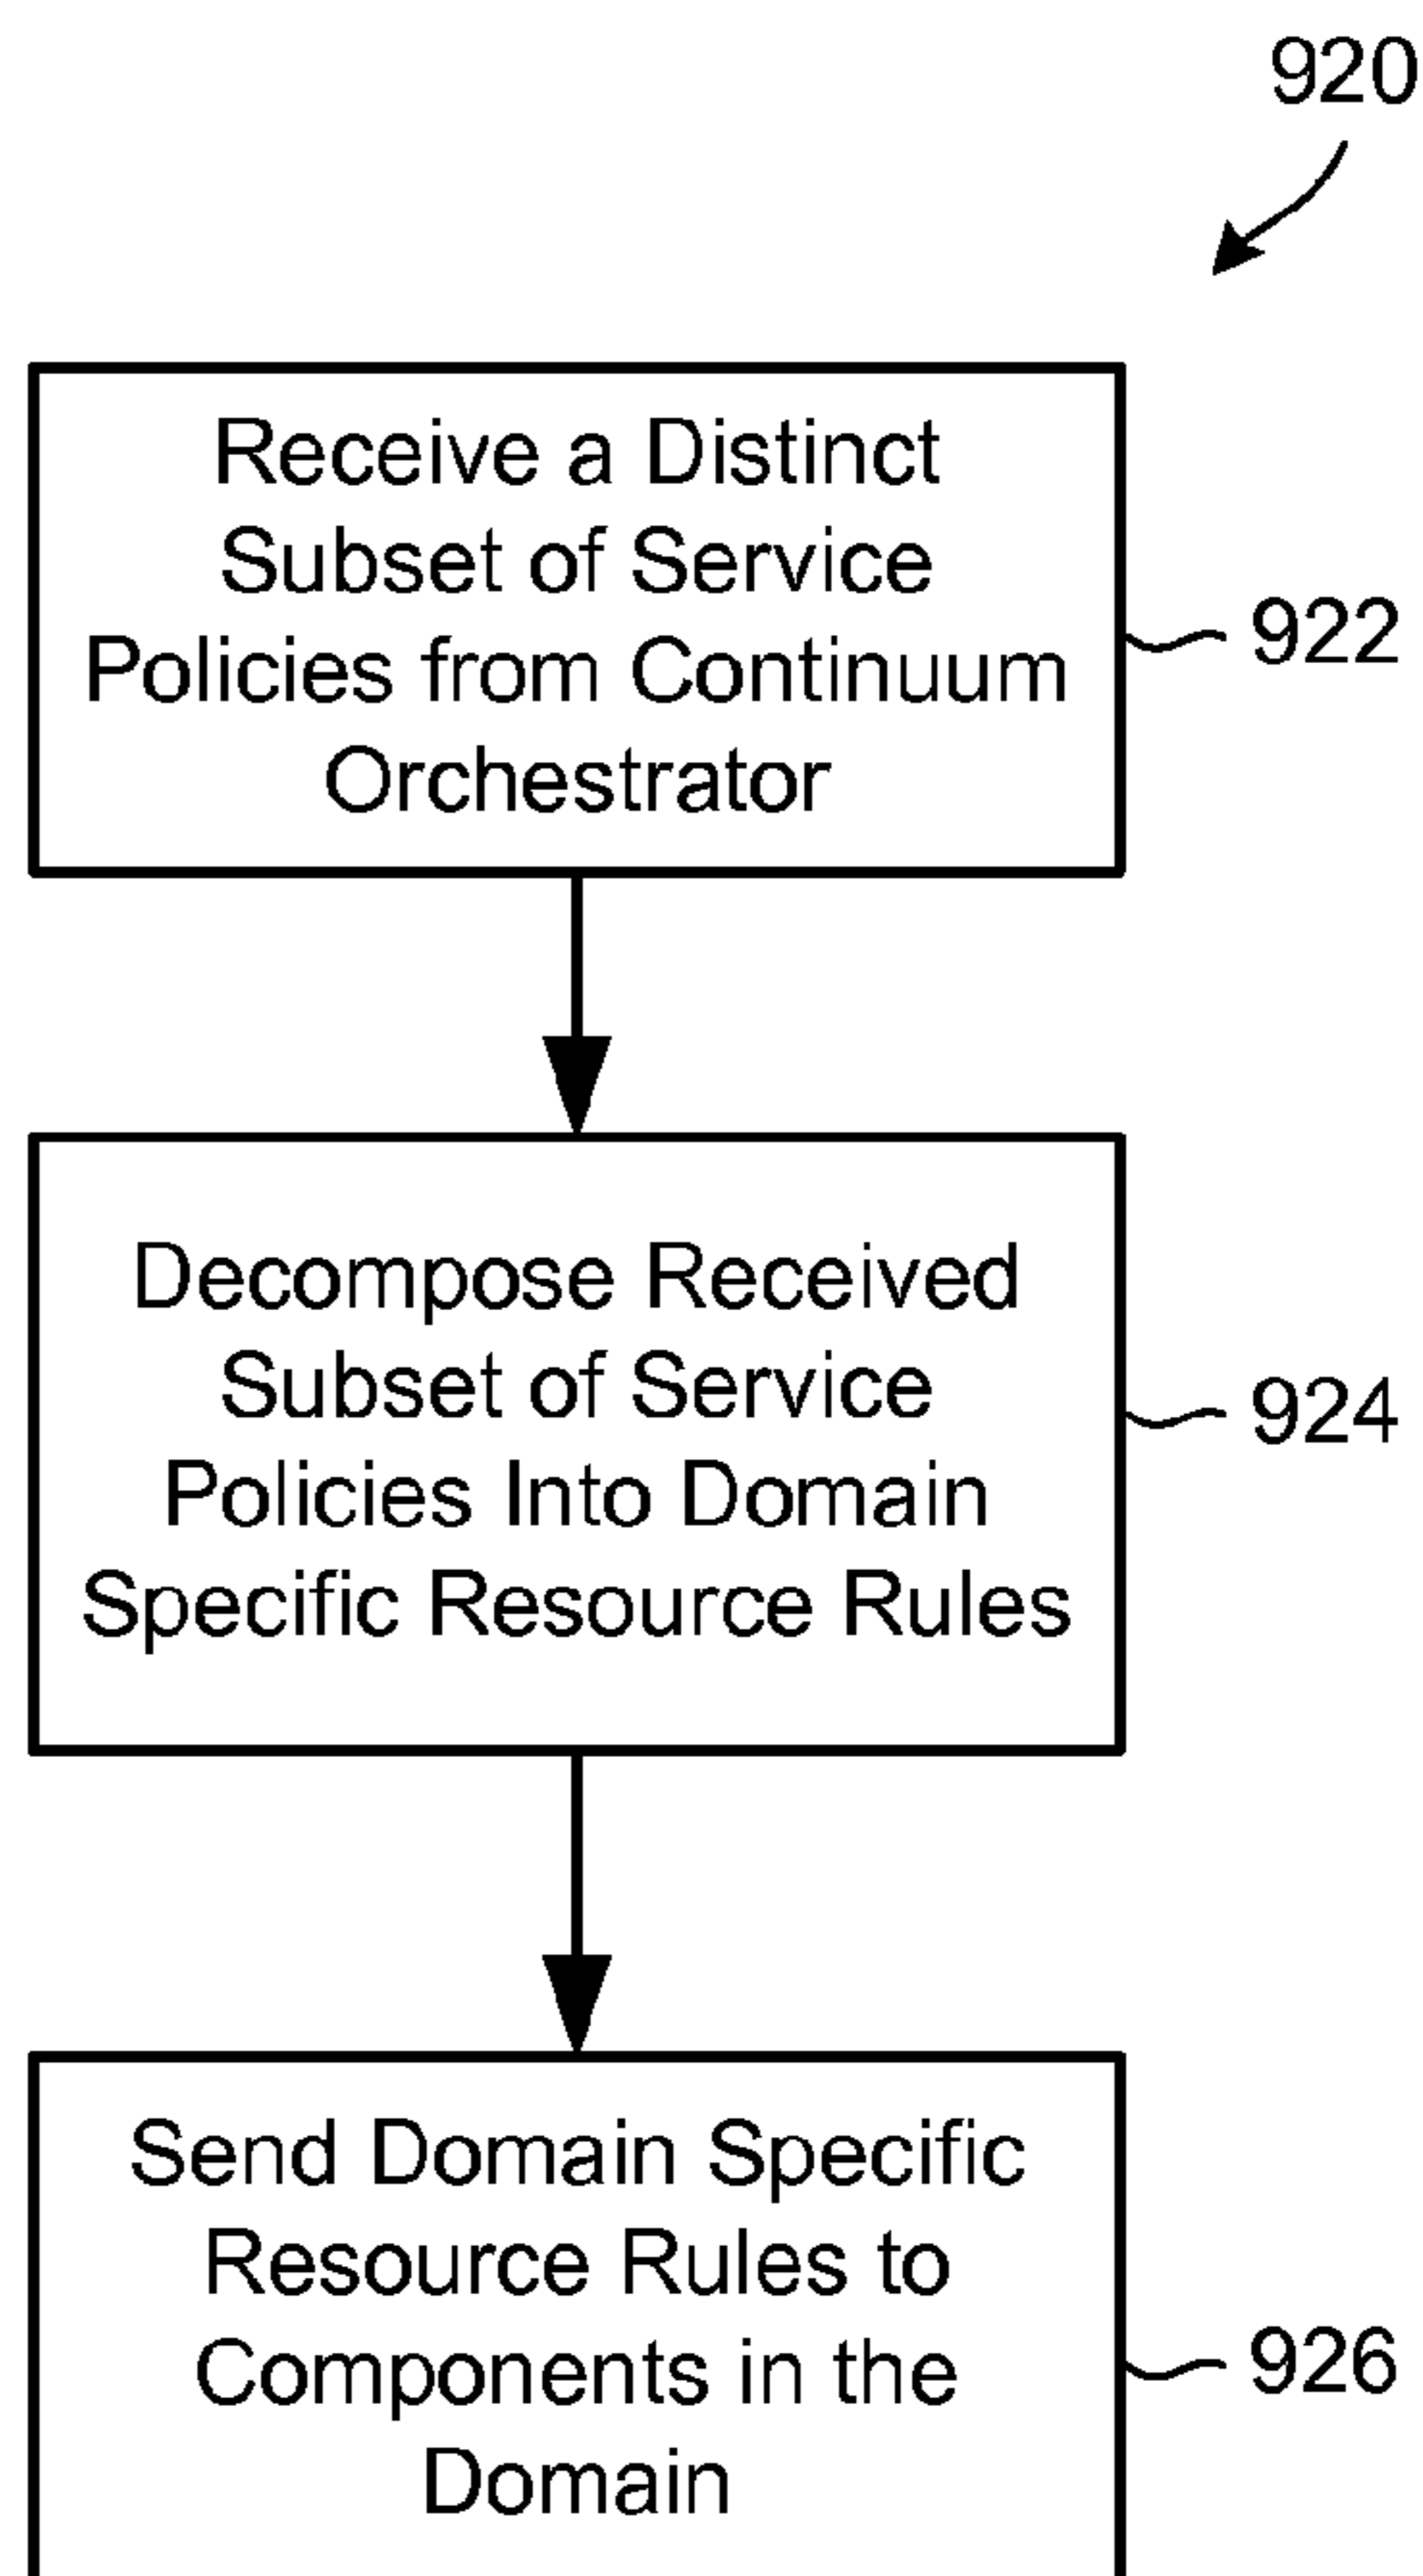 920
Receive a Distinct
Subset of Service
Policies from Continuum
Orchestrator
922
Decompose Received
Subset of Service
Policies Into Domain
Specific Resource Rules
924
Send Domain Specific
Resource Rules to
Components in the
Domain
926